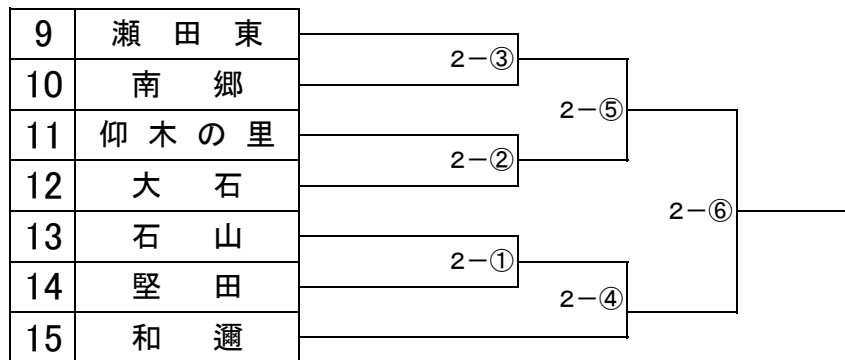 9 瀬田東
10 南郷
11 仰木の里
12 大石
13 石山
14 堅田
15 和邇
2－③
2－⑤
2－②
2－⑥
2－①
2－④